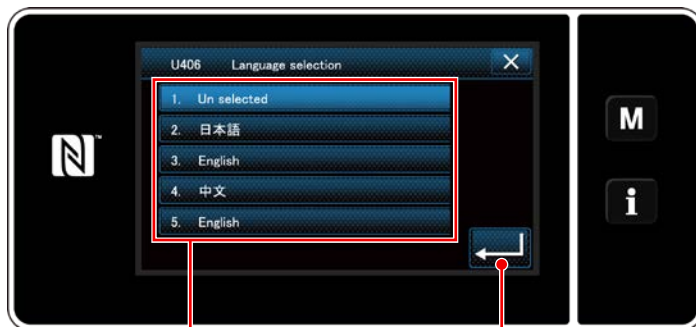 U406 Language selection
1. Un selected
2. 日本語
3. English
4. 中文
5. English
M
i